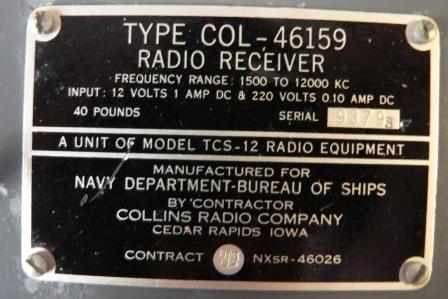 TYPE COL-46159
RADIO RECEIVER
FREQUENCY RANGE: 1500 TO 12000 KC
INPUT: 12 VOLTS 1 AMP DC & 220 VOLTS 0.10 AMP DC
40 POUNDS SERIAL 9379
A UNIT OF MODEL TCS-12 RADIO EQUIPMENT
MANUFACTURED FOR
NAVY DEPARTMENT-BUREAU OF SHIPS
BY CONTRACTOR
COLLINS RADIO COMPANY
CEDAR RAPIDS IOWA
CONTRACT NXSR-46026